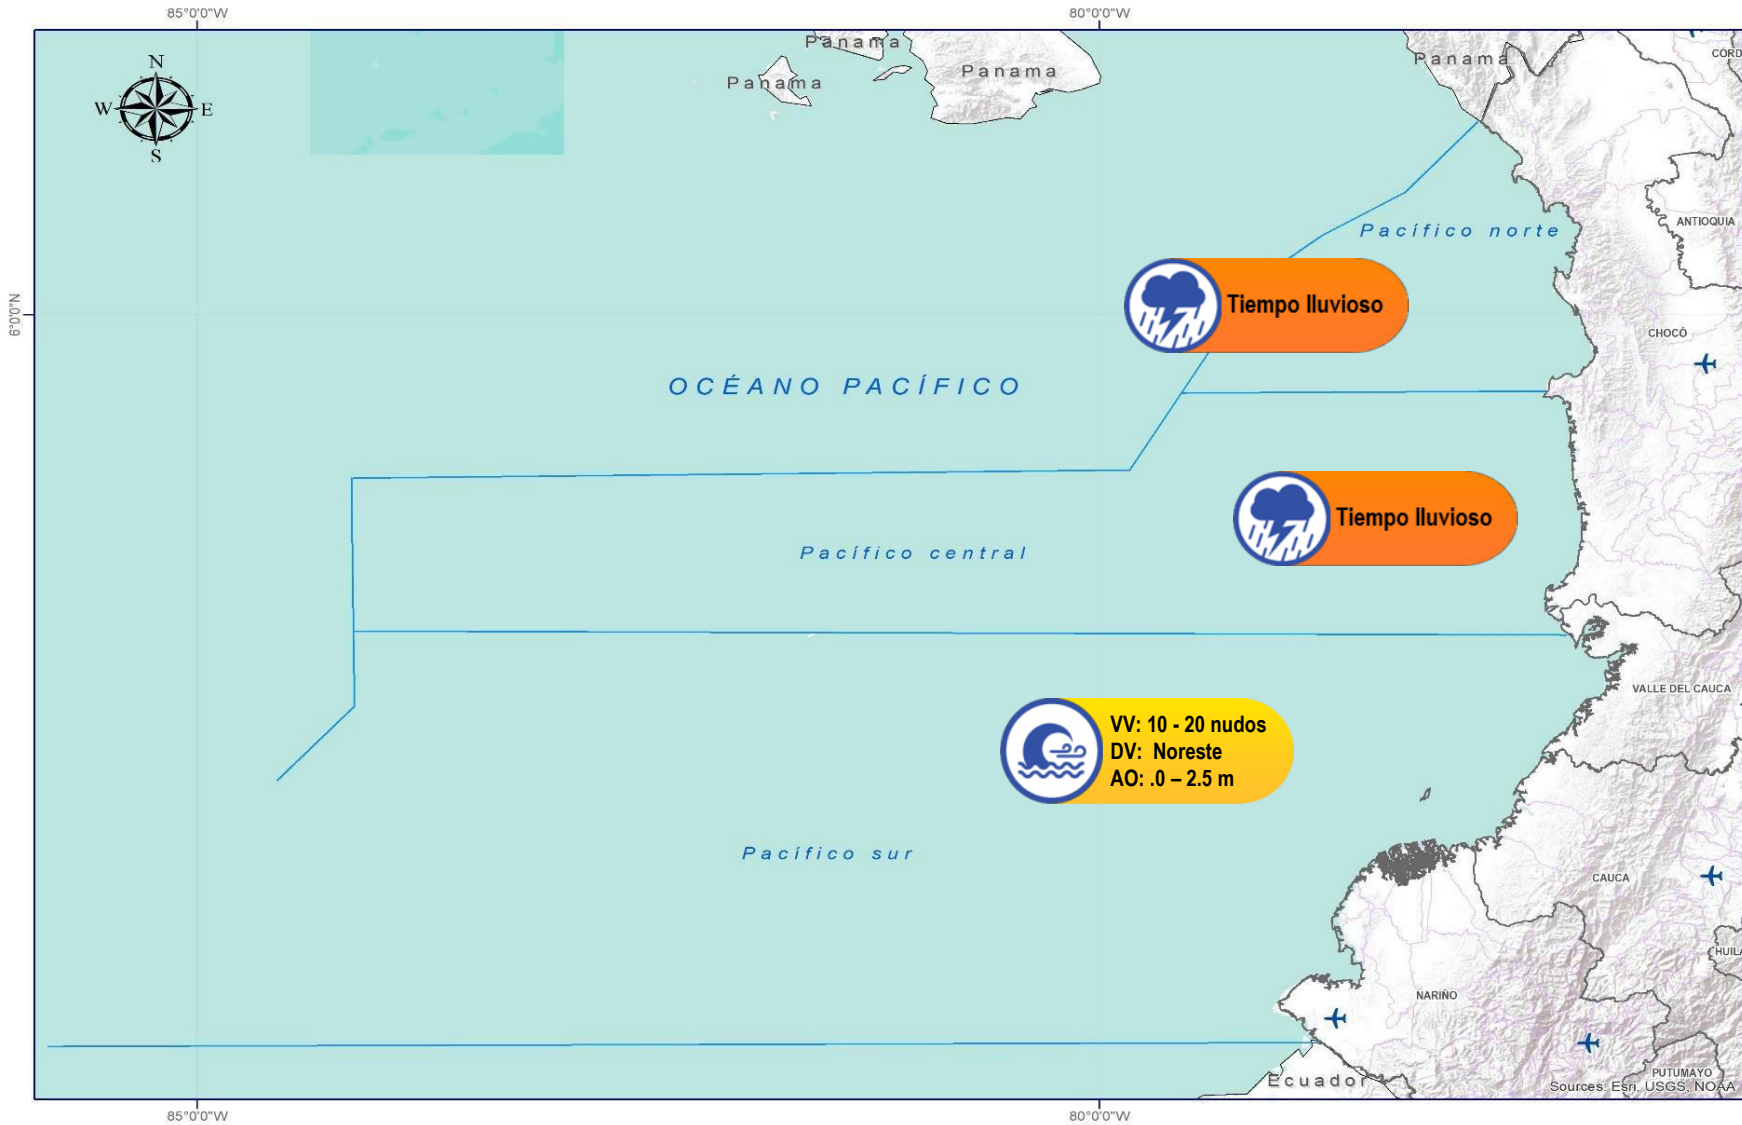 85°0'0"W
80°0'0"W
N
W
E
S
Panama
Panama
Panama
Panama
CÓRD
ANTIOQUIA
Pacífico norte
6°0'0"N
Tiempo lluvioso
CHOCÓ
OCÉANO PACÍFICO
Tiempo lluvioso
Pacífico central
VALLE DEL CAUCA
VV: 10 - 20 nudos
DV: Noreste
AO: .0 – 2.5 m
Pacífico sur
CAUCA
HUILA
NARIÑO
PUTUMAYO
Ecuador
Sources: Esri, USGS, NOAA
85°0'0"W
80°0'0"W